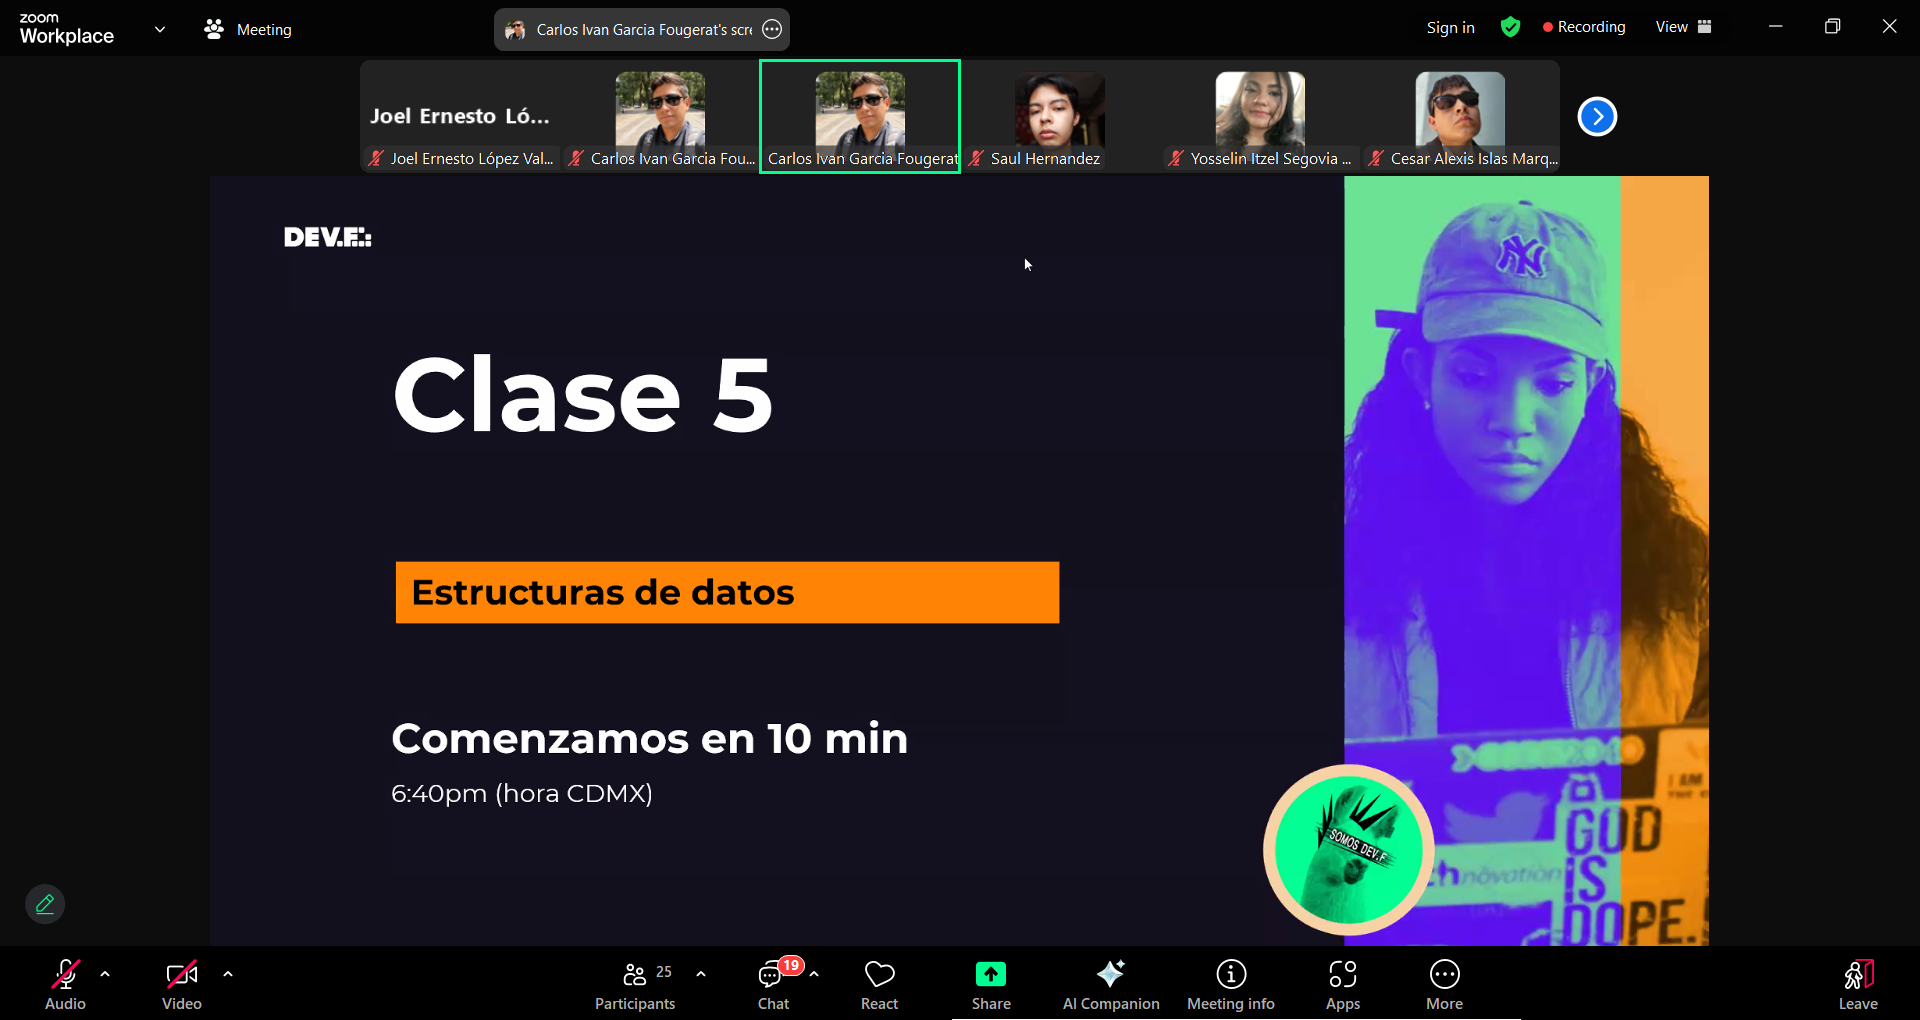 zoom
Workplace
Meeting
Carlos Ivan Garcia Fougerat's scre
Sign in
Recording
View
Joel Ernesto Ló...
Joel Ernesto López Val...
Carlos Ivan Garcia Fou...
Carlos Ivan Garcia Fougerat
Saul Hernandez
Yosselin Itzel Segovia ...
Cesar Alexis Islas Marq...
DEV.F.:
NY
Clase 5
Estructuras de datos
Comenzamos en 10 min
6:40pm (hora CDMX)
SOMOS DEV.F
I AM
GOD
IS
DOPE.
Audio
Video
25
Participants
19
Chat
React
Share
AI Companion
Meeting info
Apps
More
Leave